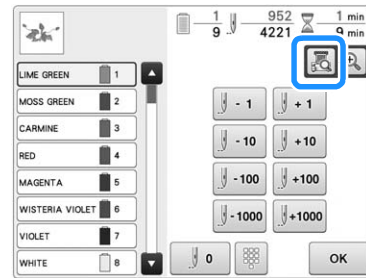 1 952 1 min
9 4221 9 min
LIME GREEN 1
MOSS GREEN 2
CARMINE 3
RED 4
MAGENTA 5
WISTERIA VIOLET 6
VIOLET 7
WHITE 8
- 1 + 1
- 10 +10
- 100 +100
- 1000 +1000
0 OK